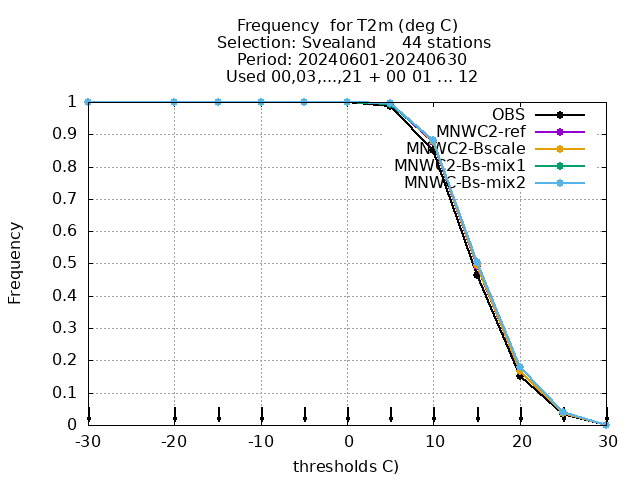 Frequency  for T2m (deg C)
Selection: Svealand     44 stations
Period: 20240601-20240630
Used 00,03,...,21 + 00 01 ... 12
OBS
MNWC2-ref
MNWC2-Bscale
MNWC2-Bs-mix1
MNWC-Bs-mix2
Frequency
1
0.9
0.8
0.7
0.6
0.5
0.4
0.3
0.2
0.1
0
-30 -20 -10 0 10 20 30
thresholds C)